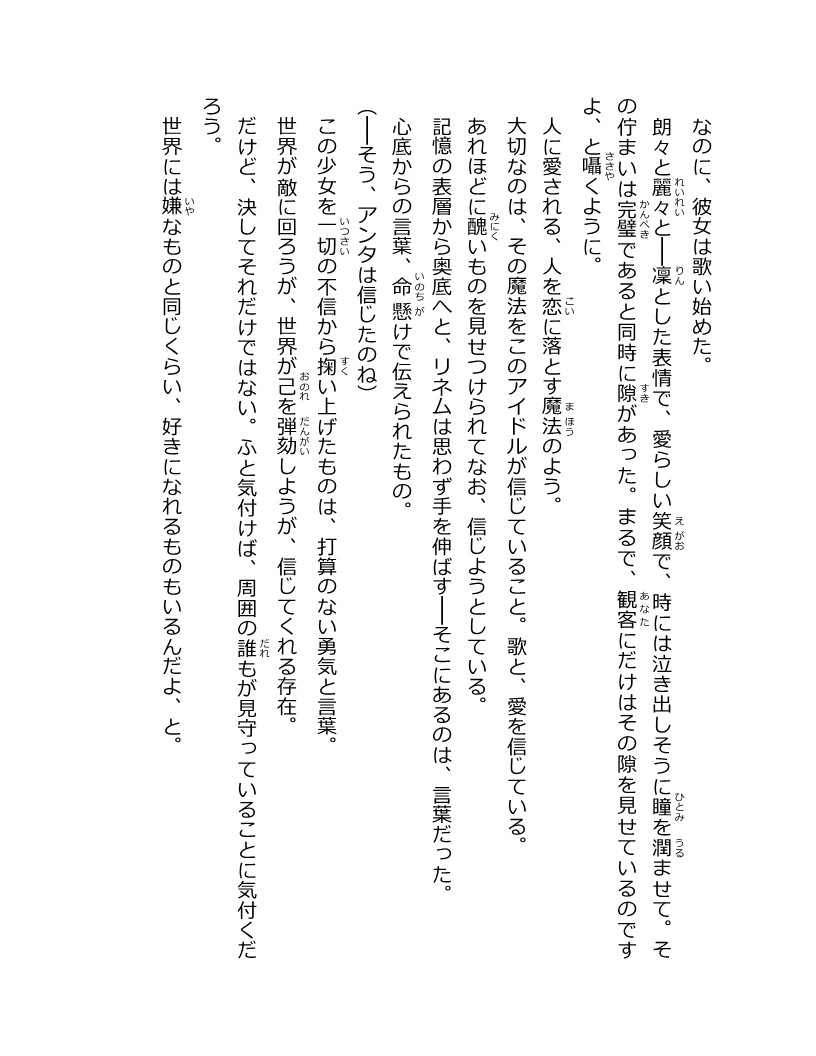 なのに、彼女は歌い始めた。
朗々と麗々と――凜とした表情で、愛らしい笑顔で、時には泣き出しそうに瞳を潤ませて。そ
の佇まいは完璧であると同時に隙があった。まるで、観客にだけはその隙を見せているのです
よ、と囁くように。
人に愛される、人を恋に落とす魔法のよう。
大切なのは、その魔法をこのアイドルが信じていること。歌と、愛を信じている。
あれほどに醜いものを見せつけられてなお、信じようとしている。
記憶の表層から奥底へと、リネムは思わず手を伸ばす――そこにあるのは、言葉だった。
心底からの言葉、命懸けで伝えられたもの。
(――そう、アンタは信じたのね)
この少女を一切の不信から掬い上げたものは、打算のない勇気と言葉。
世界が敵に回ろうが、世界が己を弾劾しようが、信じてくれる存在。
だけど、決してそれだけではない。ふと気付けば、周囲の誰もが見守っていることに気付くだ
ろう。
世界には嫌なものと同じくらい、好きになれるものもいるんだよ、と。